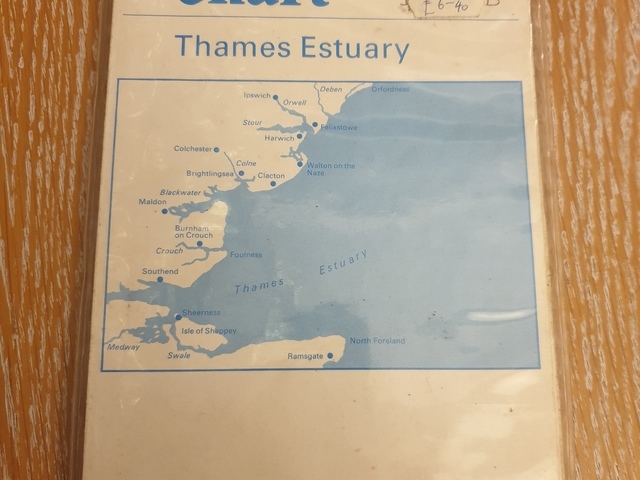 chart
£6-40
Thames Estuary
Deben
Orfordness
Ipswich
Orwell
Stour
Felixstowe
Harwich
Colchester
Colne
Walton on the
Naze
Brightlingsea
Clacton
Blackwater
Maldon
Burnham
on Crouch
Crouch
Foulness
Southend
Thames Estuary
Sheerness
Isle of Sheppey
Medway
Swale
North Forsland
Ramsgate